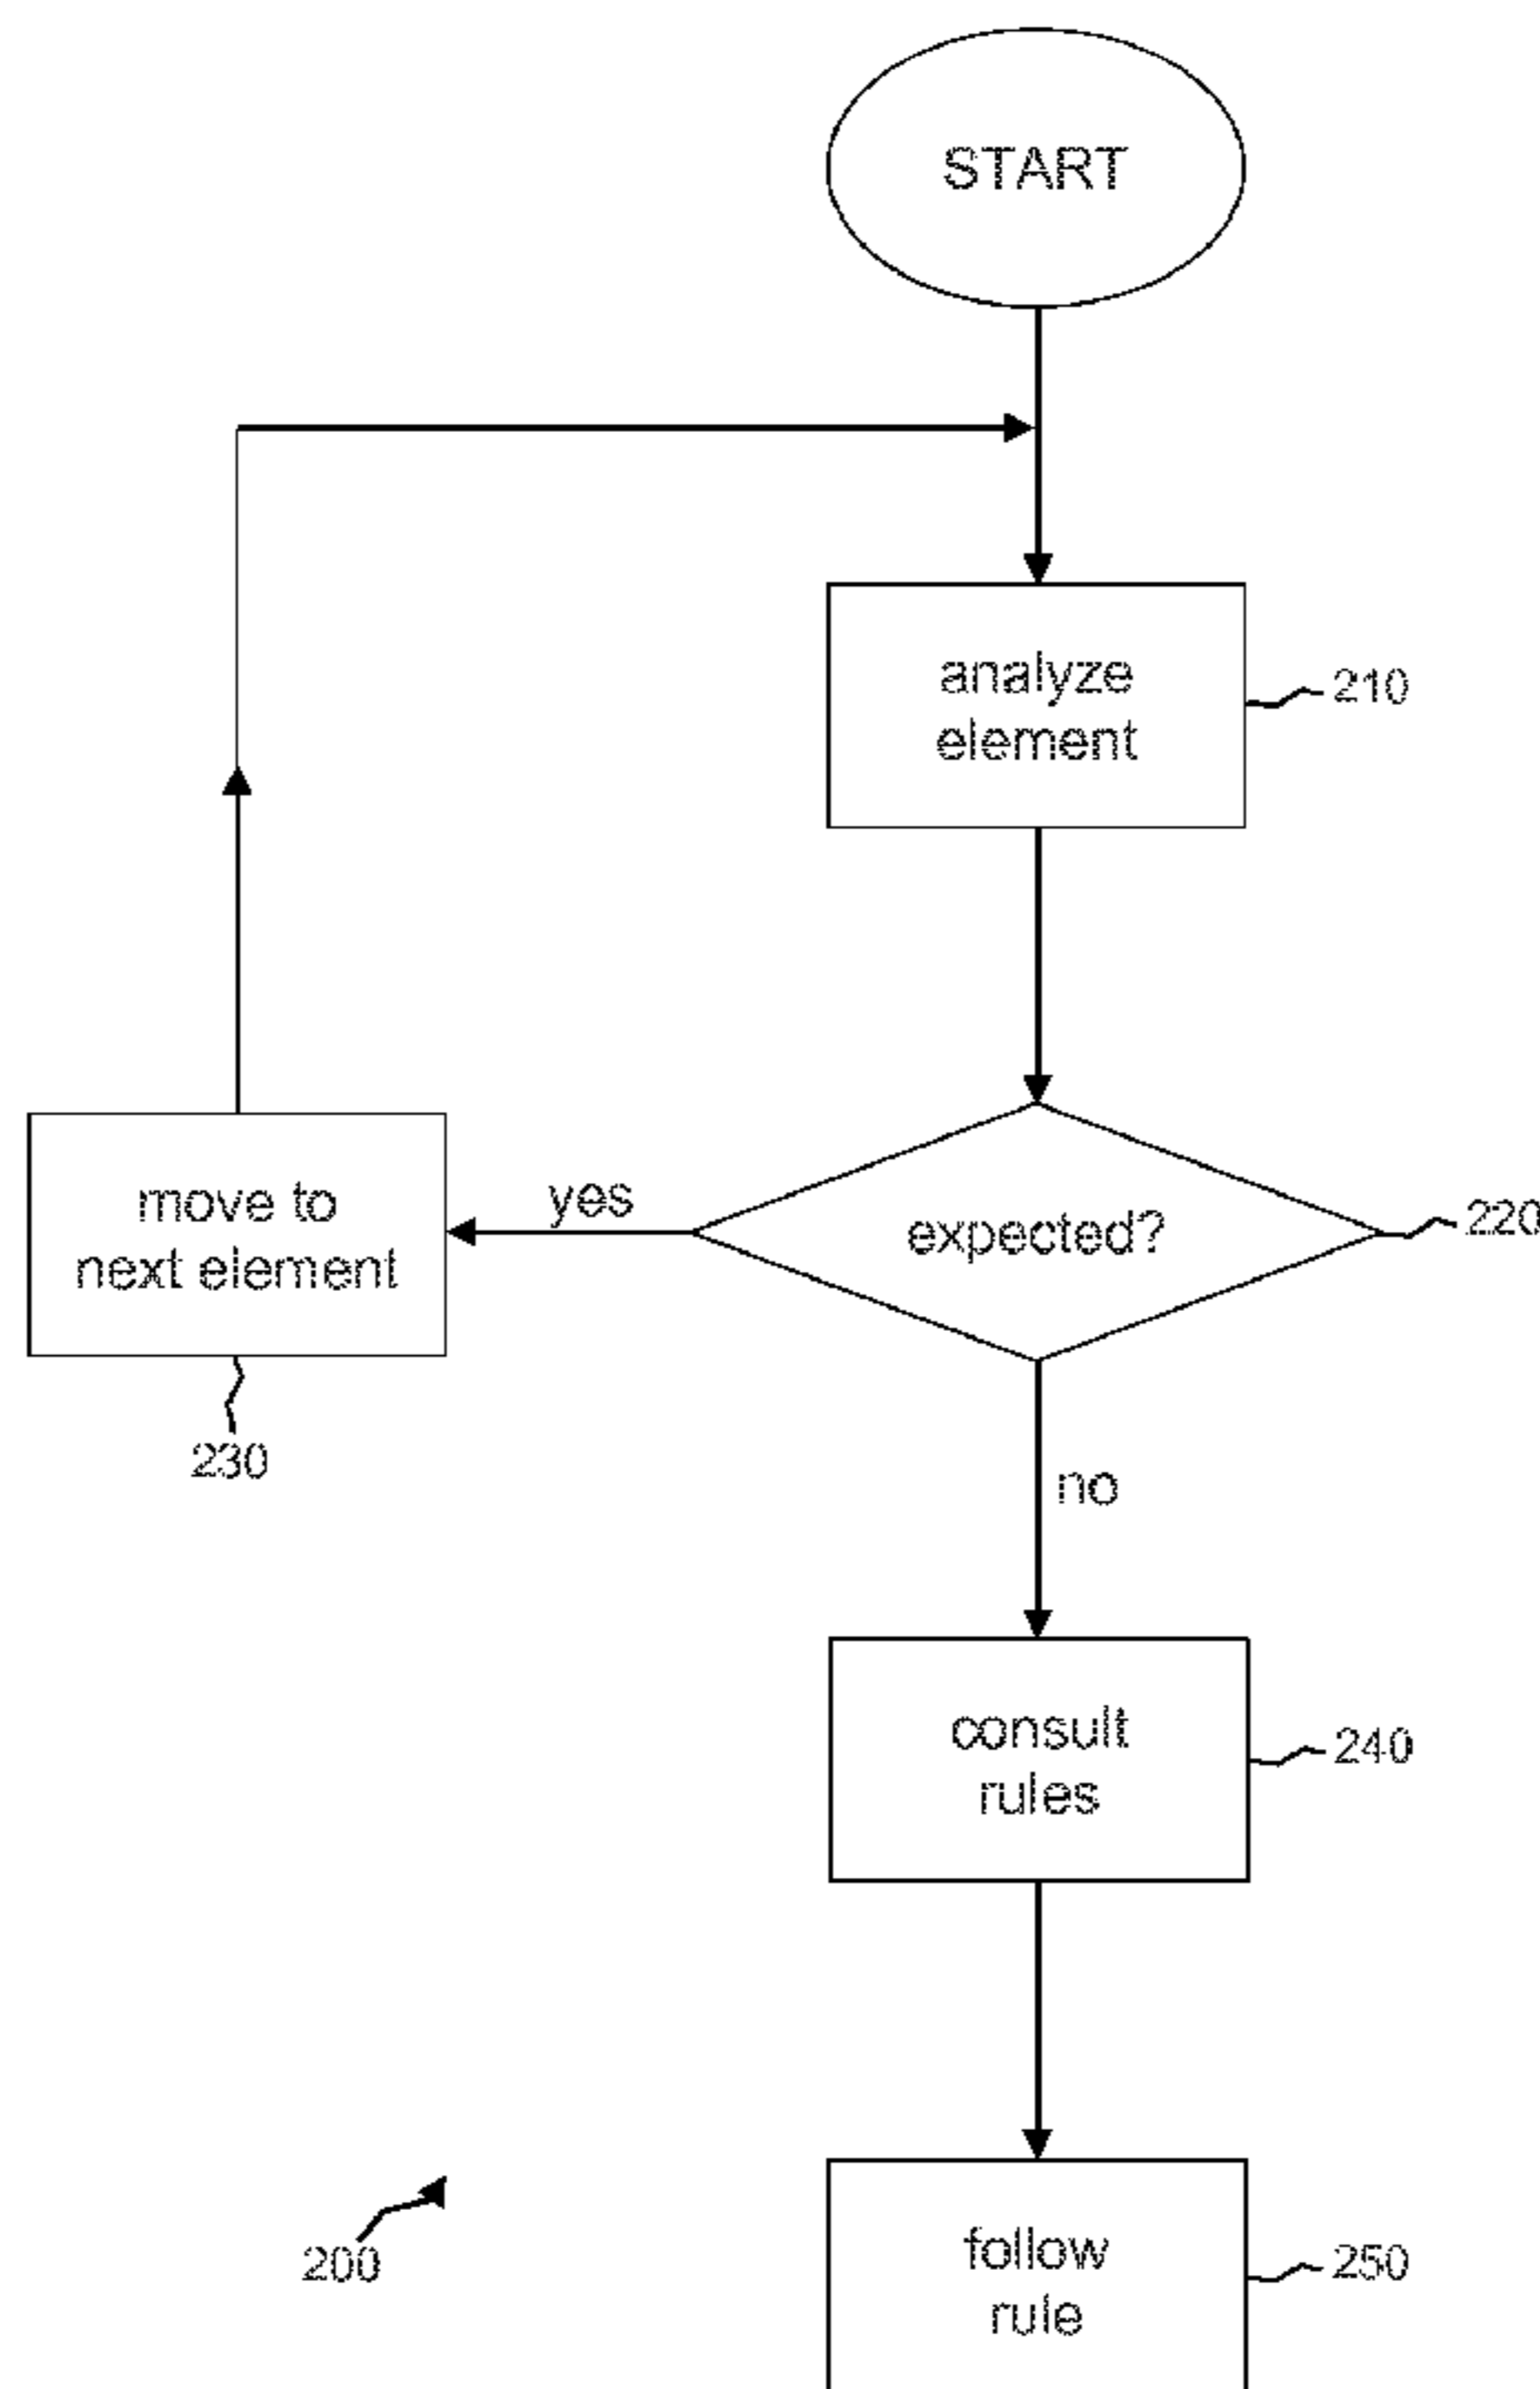 START
analyze
element
210
move to
next element
yes
expected?
220
230
no
consult
rules
240
200
follow
rule
250